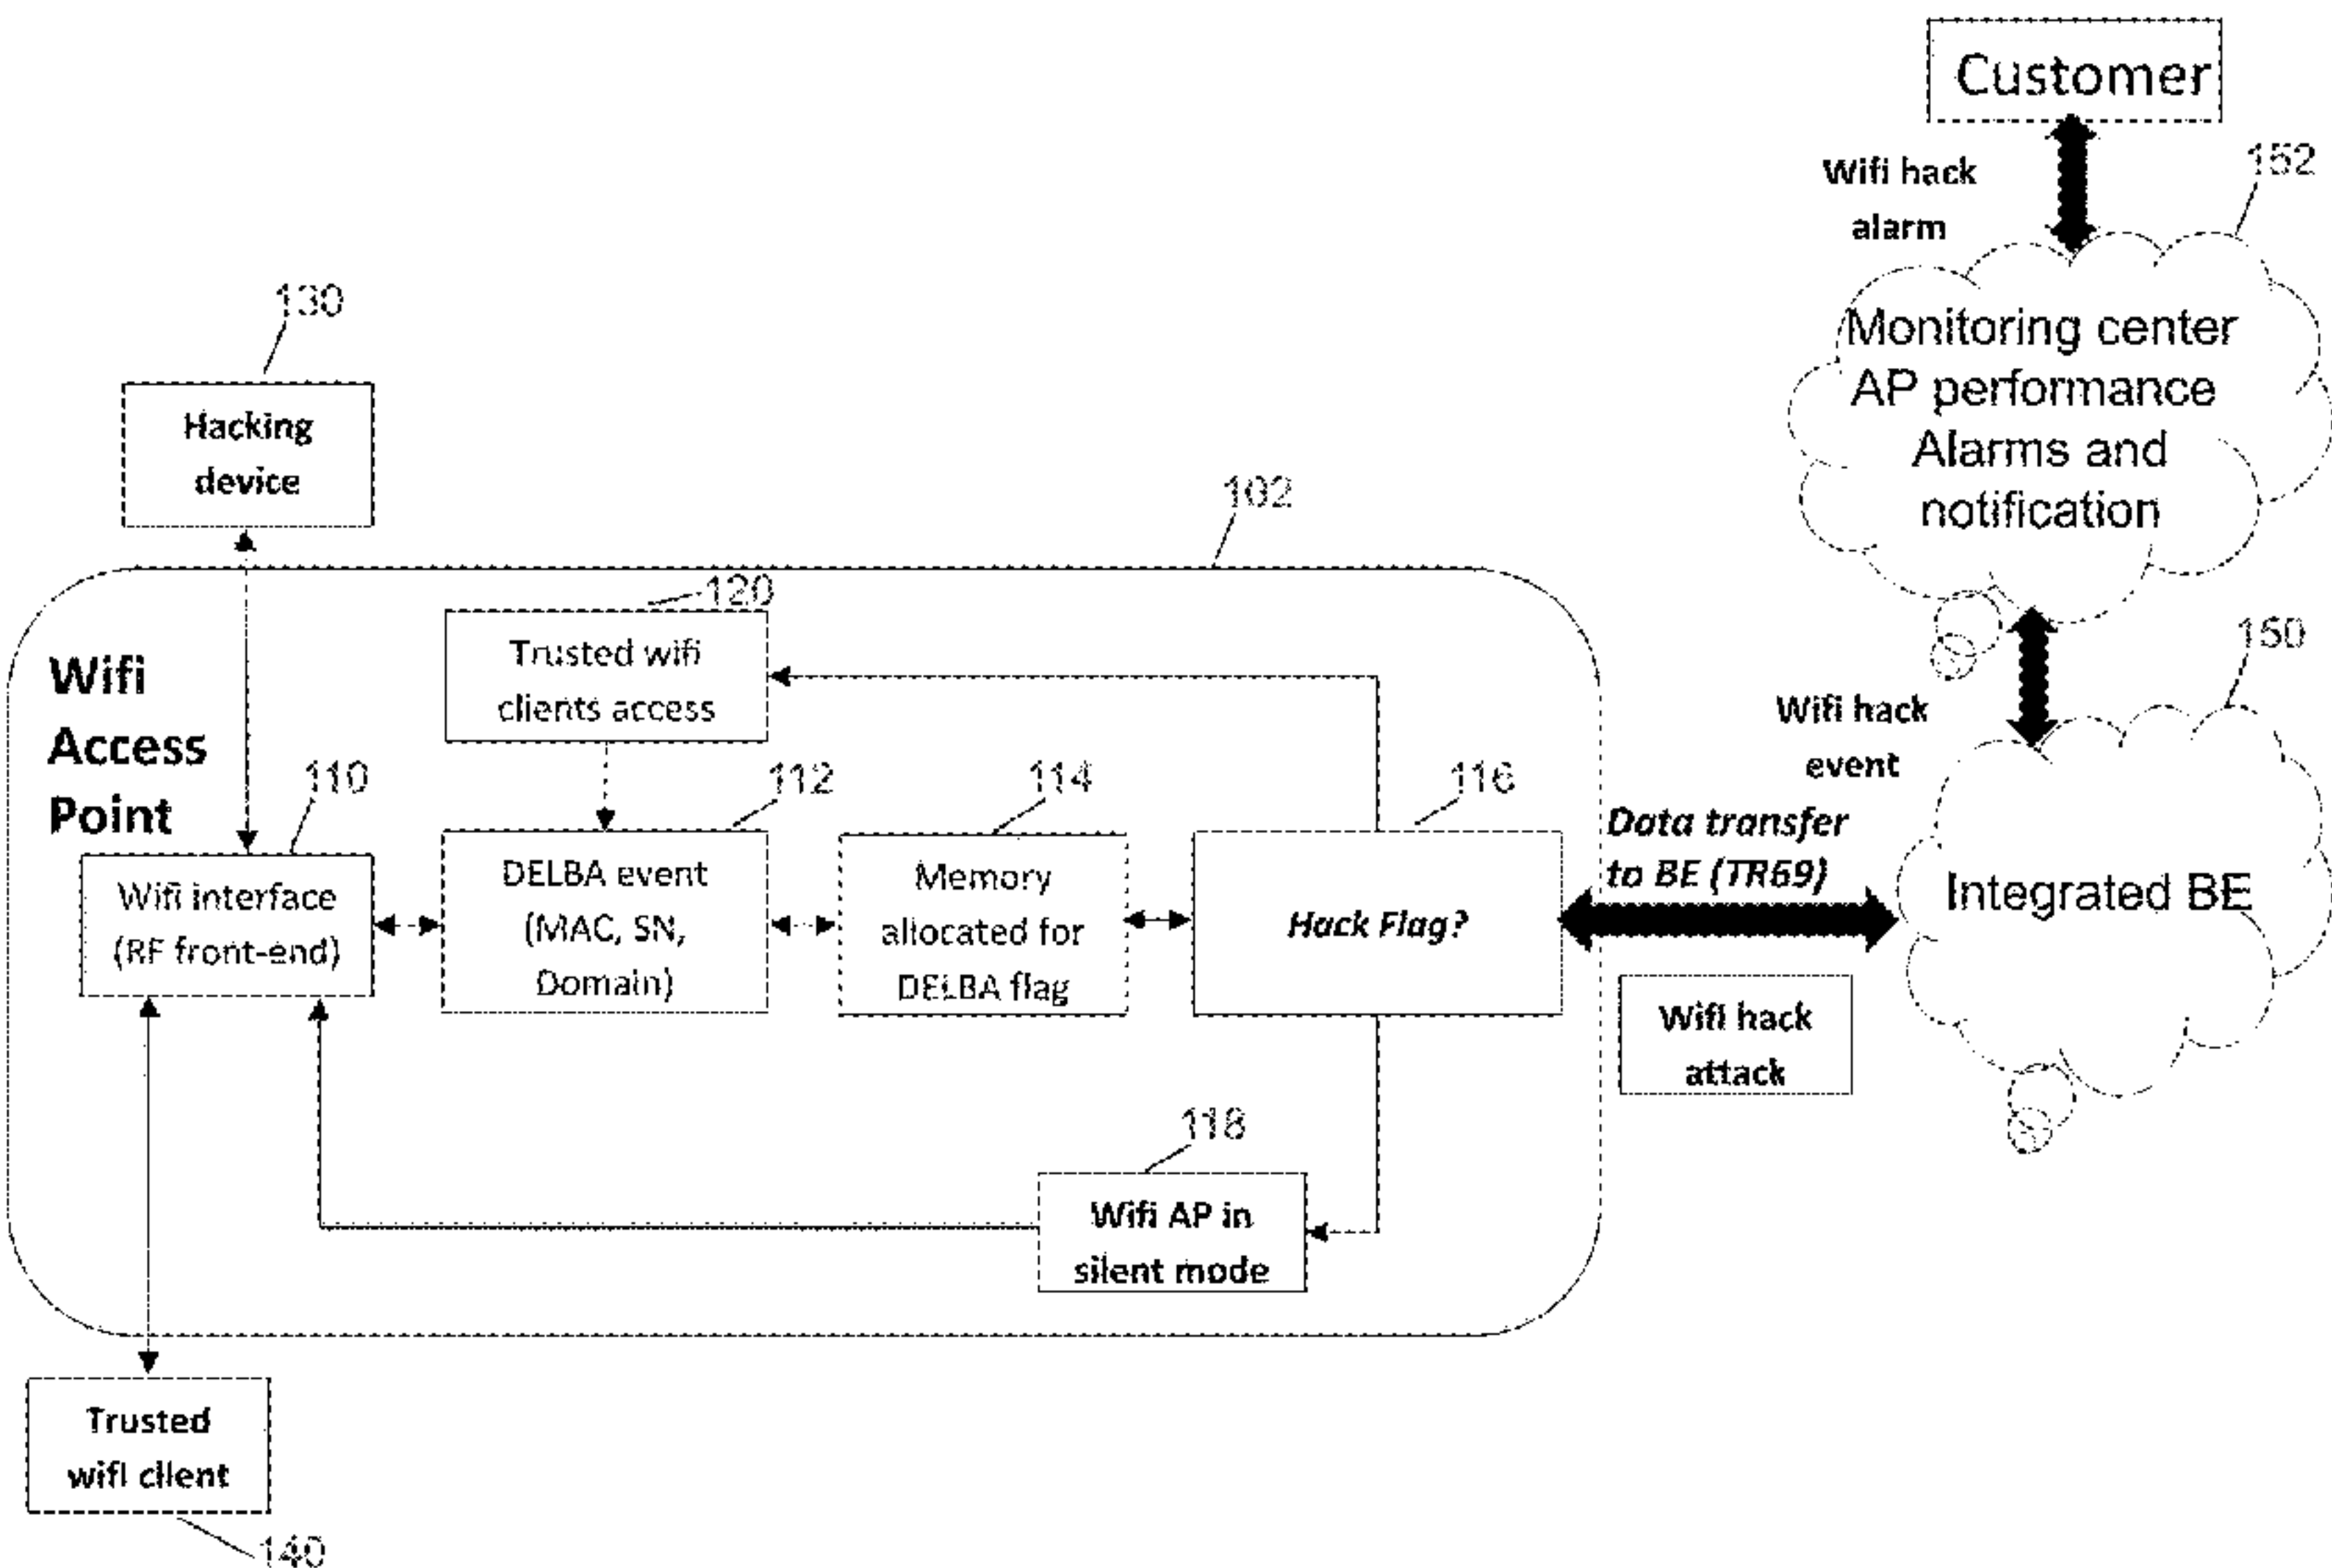 Customer
Wifi hack
alarm
152
Monitoring center
AP performance
Alarms and
notification
130
Hacking
device
102
120
Trusted wifi
clients access
Wifi
Access
Point
110
112
114
116
150
Wifi hack
event
Data transfer
to BE (TR69)
Wifi interface
(RF front-end)
DELBA event
(MAC, SN,
Domain)
Memory
allocated for
DELBA flag
Hack Flag?
Integrated BE
Wifi hack
attack
118
Wifi AP in
silent mode
Trusted
wifi client
140